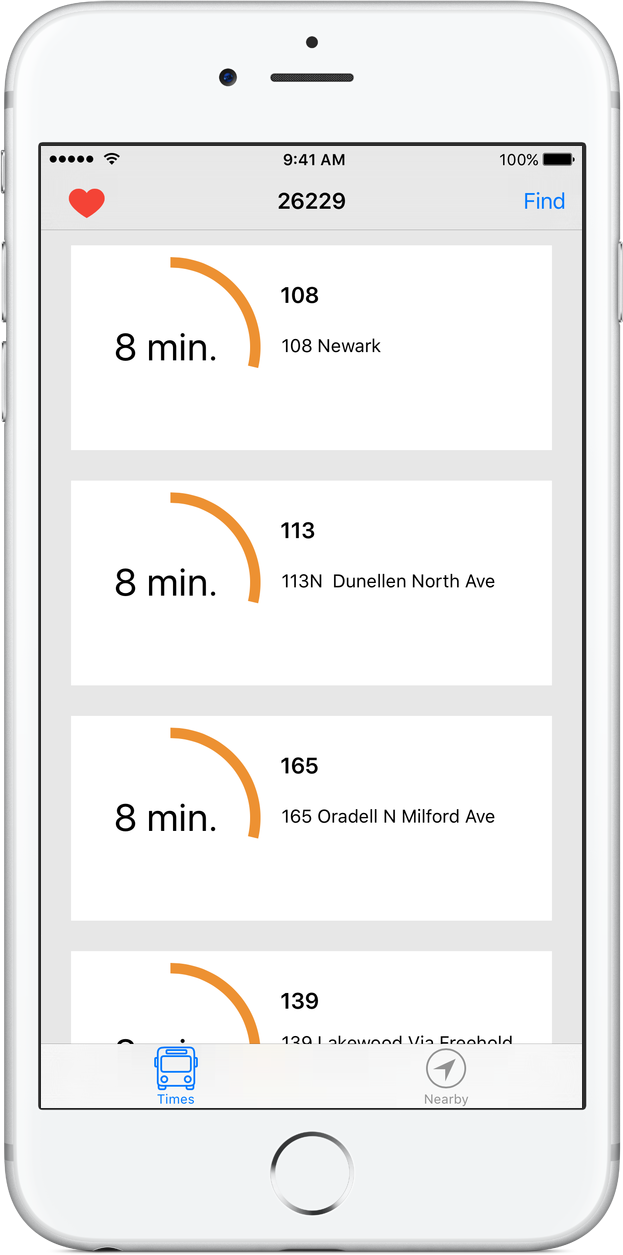 9:41 AM 100%
26229 Find
108
8 min. 108 Newark
113
8 min. 113N  Dunellen North Ave
165
8 min. 165 Oradell N Milford Ave
139
139 Lakewood Via Freehold
Times Nearby